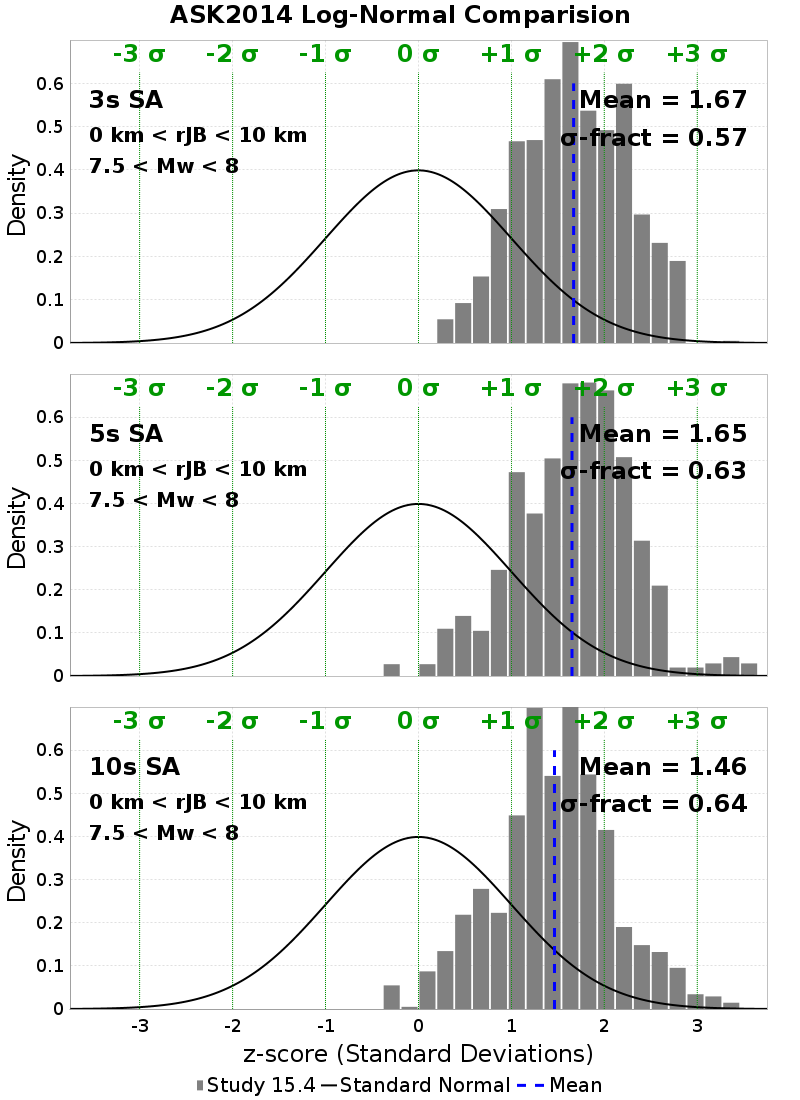 ASK2014 Log-Normal Comparision
-3 σ -2 σ -1 σ 0 σ +1 σ +2 σ +3 σ
3s SA
Mean = 1.67
0 km < rJB < 10 km
σ-fract = 0.57
7.5 < Mw < 8
0.6
0.5
0.4
0.3
0.2
0.1
0
Density
-3 σ -2 σ -1 σ 0 σ +1 σ +2 σ +3 σ
5s SA
Mean = 1.65
0 km < rJB < 10 km
σ-fract = 0.63
7.5 < Mw < 8
0.6
0.5
0.4
0.3
0.2
0.1
0
Density
-3 σ -2 σ -1 σ 0 σ +1 σ +2 σ +3 σ
10s SA
Mean = 1.46
0 km < rJB < 10 km
σ-fract = 0.64
7.5 < Mw < 8
0.6
0.5
0.4
0.3
0.2
0.1
0
Density
-3 -2 -1 0 1 2 3
z-score (Standard Deviations)
Study 15.4 Standard Normal Mean